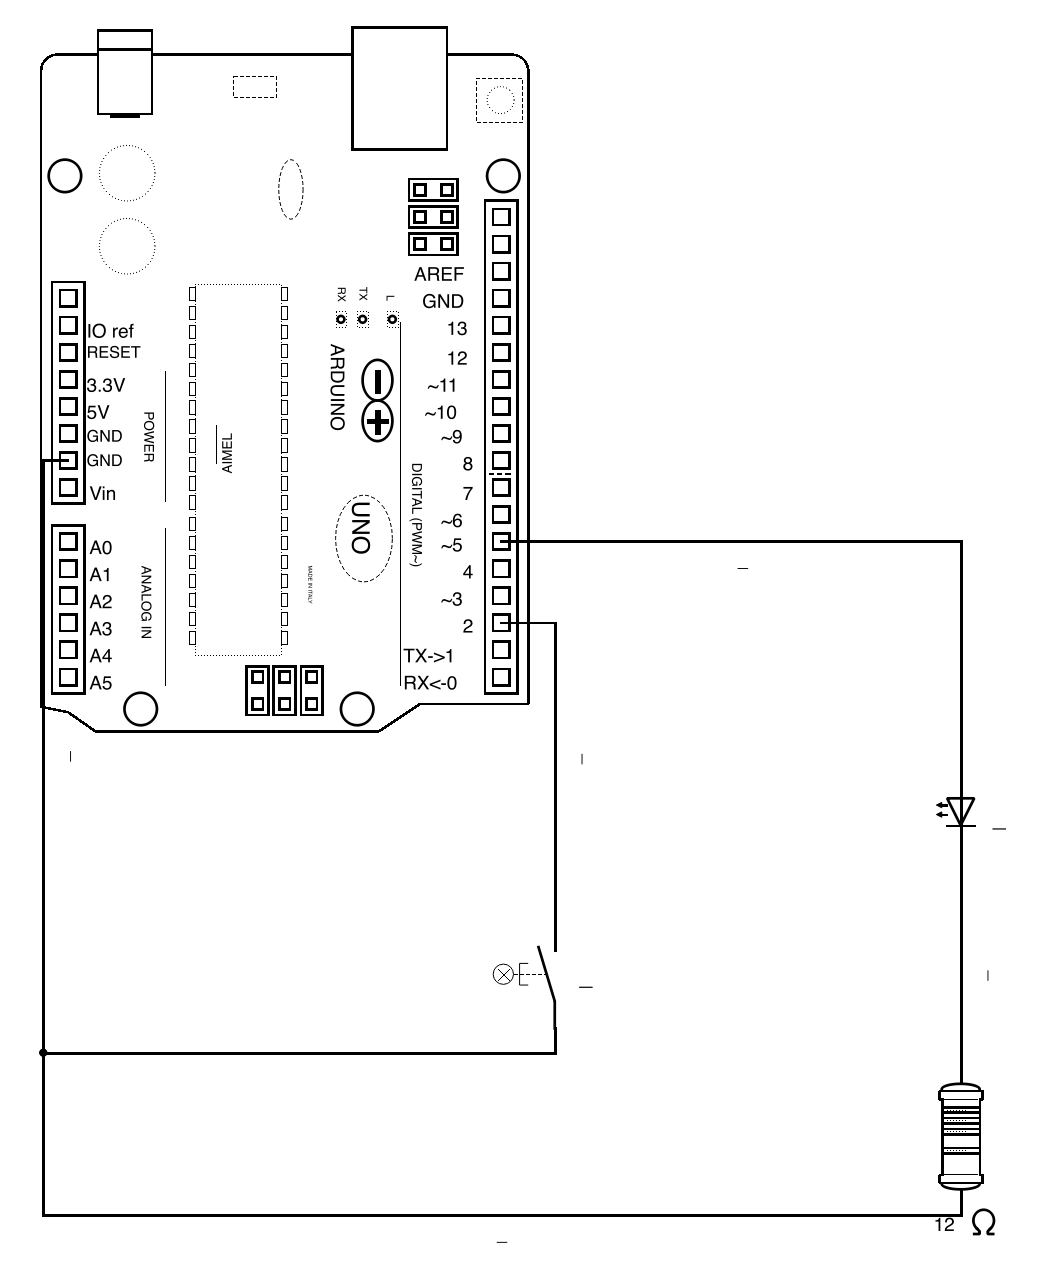 AREF
GND
13
12
~11
~10
~9
8
7
~6
~5
4
~3
2
TX->1
RX<-0
IO ref
RESET
3.3V
5V
GND
GND
Vin
A0
A1
A2
A3
A4
A5
POWER
ANALOG IN
AIMEL
RX
TX
L
ARDUINO
UNO
DIGITAL (PWM~)
MADE IN ITALY
12 Ω